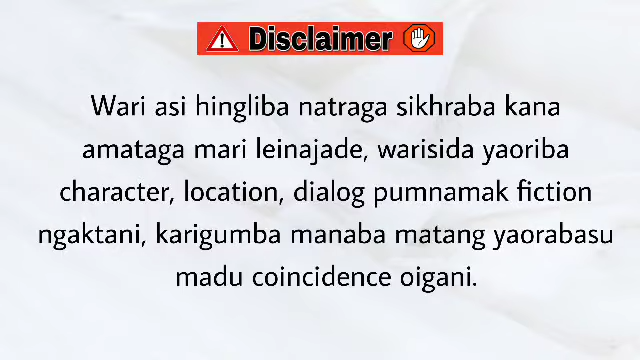 Disclaimer
Wari asi hingliba natraga sikhraba kana
amataga mari leinajade, warisida yaoriba
character, location, dialog pumnamak fiction
ngaktani, karigumba manaba matang yaorabasu
madu coincidence oigani.